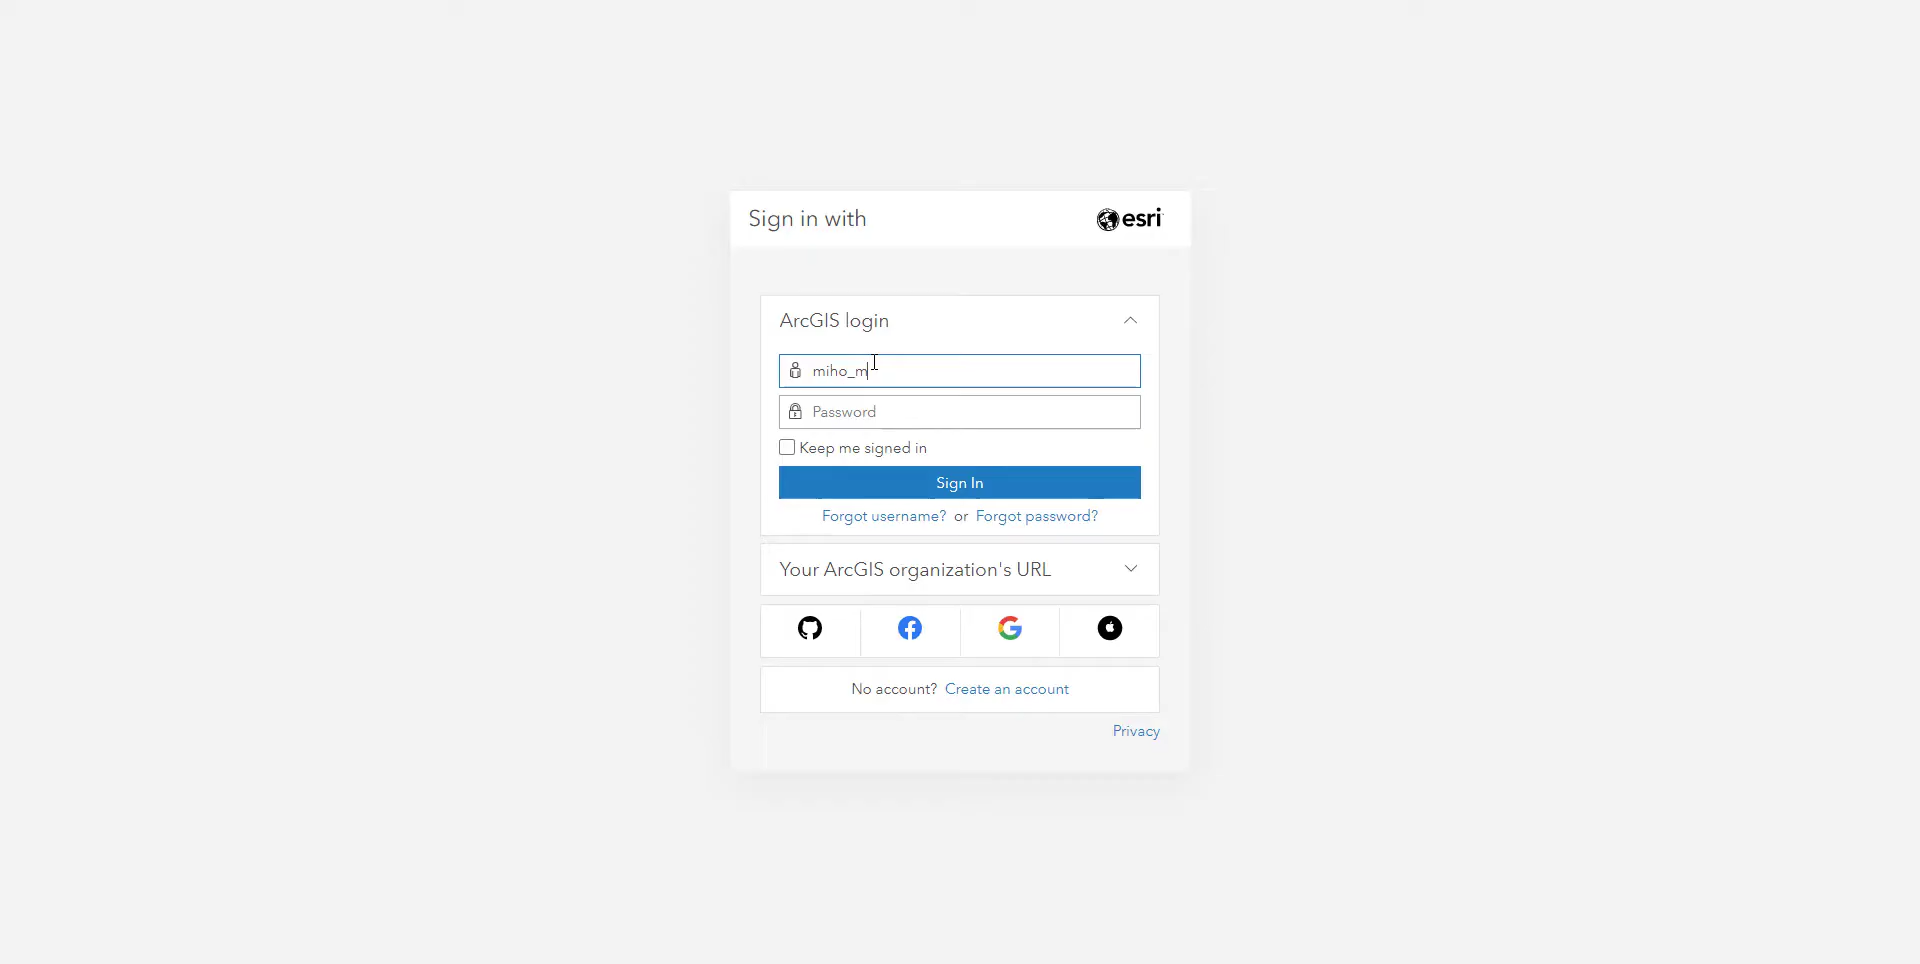 Sign in with
esri
ArcGIS login
miho_m
Password
Keep me signed in
Sign In
Forgot username? or Forgot password?
Your ArcGIS organization's URL
No account? Create an account
Privacy